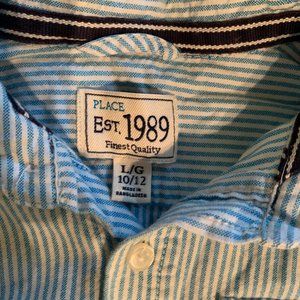 PLACE
EST. 1989
Finest Quality
L/G
10/12
MADE IN
BANGLADESH